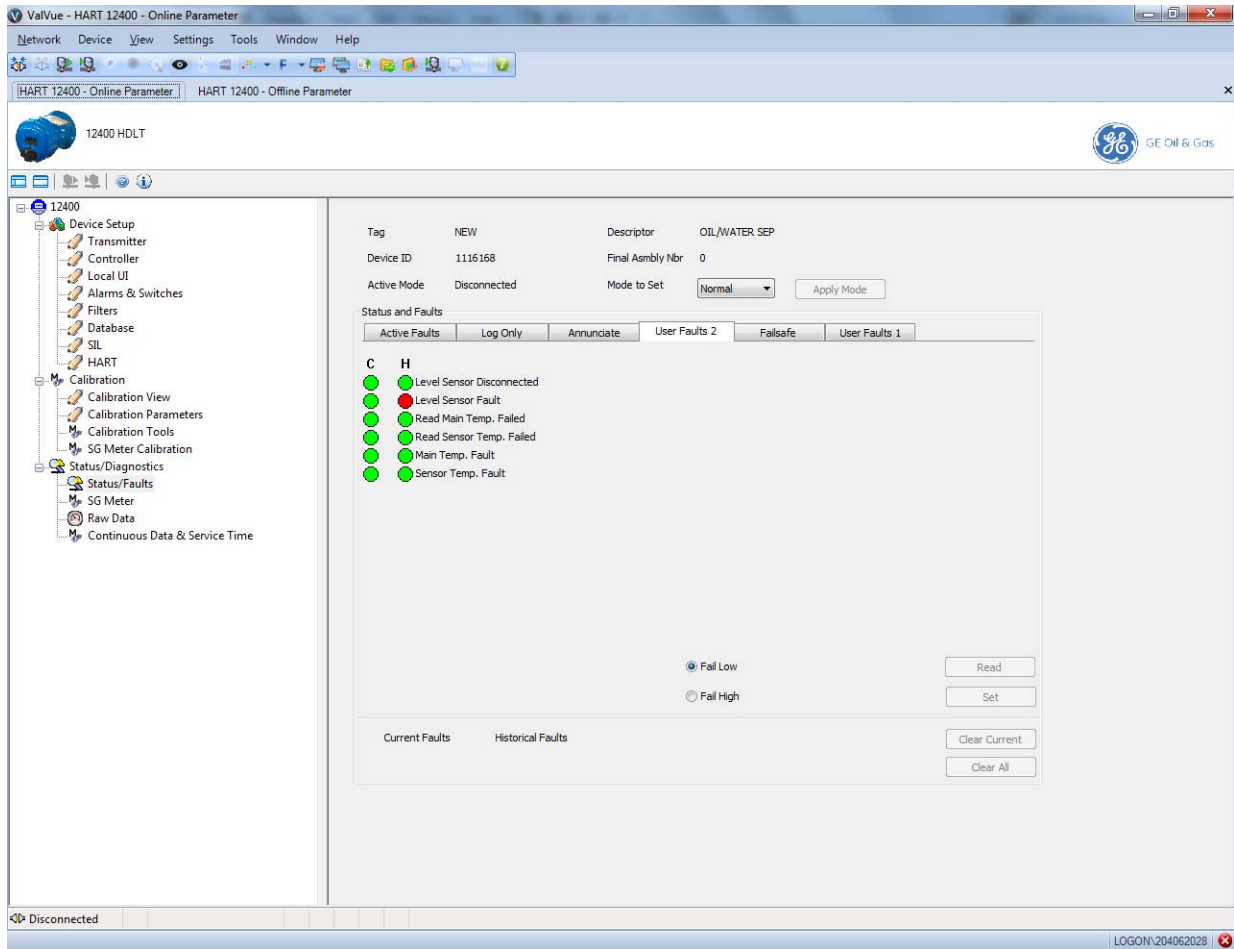 ValVue - HART 12400 - Online Parameter
Network Device View Settings Tools Window Help
F
HART 12400 - Online Parameter HART 12400 - Offline Parameter
12400 HDLT
GE Oil & Gas
12400
Device Setup
Transmitter
Controller
Local UI
Alarms & Switches
Filters
Database
SIL
HART
Calibration
Calibration View
Calibration Parameters
Calibration Tools
SG Meter Calibration
Status/Diagnostics
Status/Faults
SG Meter
Raw Data
Continuous Data & Service Time
Tag NEW Descriptor OIL/WATER SEP
Device ID 1116168 Final Asmbly Nbr 0
Active Mode Disconnected Mode to Set Normal Apply Mode
Status and Faults
Active Faults Log Only Annunciate User Faults 2 Failsafe User Faults 1
C H
Level Sensor Disconnected
Level Sensor Fault
Read Main Temp. Failed
Read Sensor Temp. Failed
Main Temp. Fault
Sensor Temp. Fault
Fail Low Read
Fail High Set
Current Faults Historical Faults Clear Current
Clear All
Disconnected
LOGON\204062028